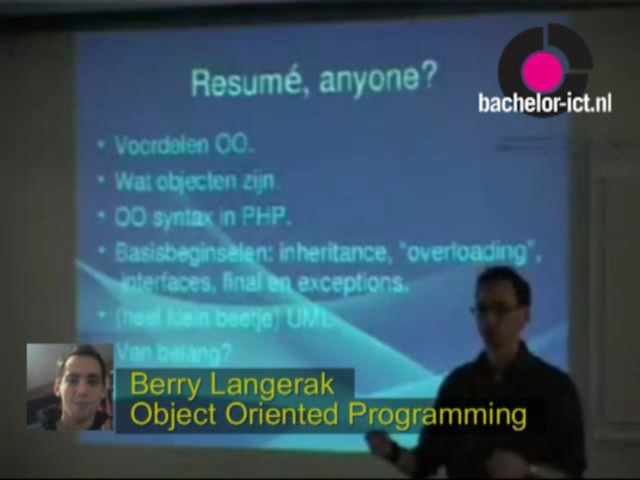 Resumé, anyone?
bachelor-ict.nl
• Voordelen OO.
• Wat objecten zijn.
• OO syntax in PHP.
• Basisbeginselen: inheritance, "overloading",
interfaces, final en exceptions.
• (heel klein beetje) UML
Van belang?
Berry Langerak
Object Oriented Programming